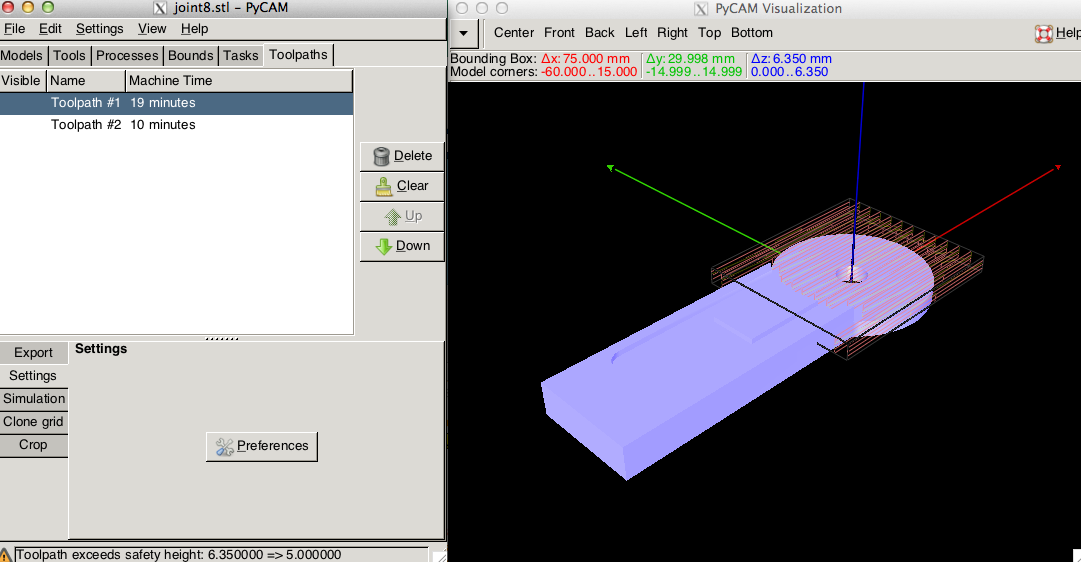 joint8.stl – PyCAM
File Edit Settings View Help
Models Tools Processes Bounds Tasks Toolpaths
Visible Name Machine Time
Toolpath #1 19 minutes
Toolpath #2 10 minutes
Delete
Clear
Up
Down
Export
Settings
Simulation
Clone grid
Crop
Settings
Preferences
Toolpath exceeds safety height: 6.350000 => 5.000000
PyCAM Visualization
Center Front Back Left Right Top Bottom Help
Bounding Box: Δx: 75.000 mm Δy: 29.998 mm Δz: 6.350 mm
Model corners: -60.000..15.000 -14.999..14.999 0.000..6.350